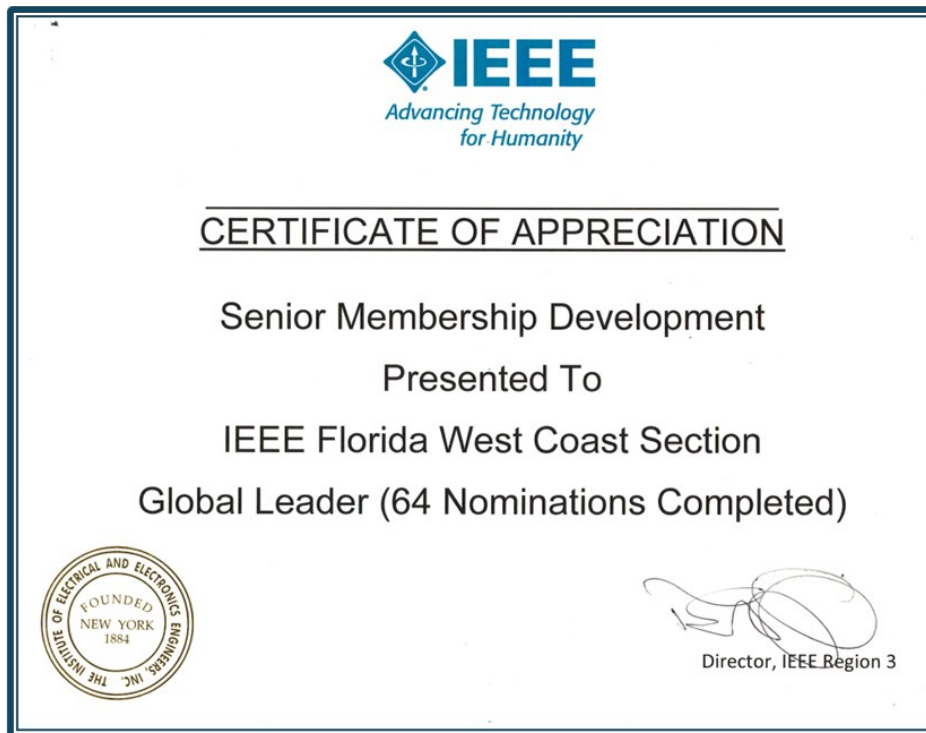 IEEE
Advancing Technology
for Humanity
CERTIFICATE OF APPRECIATION
Senior Membership Development
Presented To
IEEE Florida West Coast Section
Global Leader (64 Nominations Completed)
THE INSTITUTE OF ELECTRICAL AND ELECTRONICS ENGINEERS, INC.
FOUNDED
NEW YORK
1884
Director, IEEE Region 3